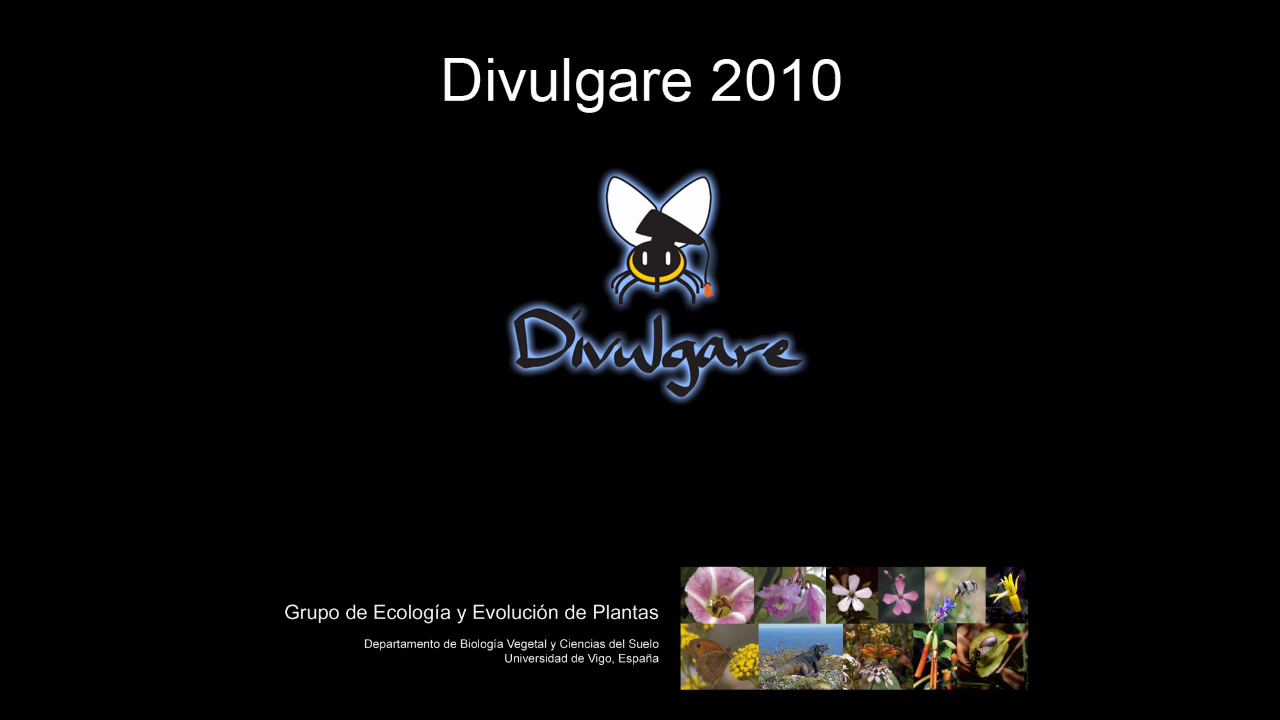 Divulgare 2010
Divulgare
Grupo de Ecología y Evolución de Plantas
Departamento de Biología Vegetal y Ciencias del Suelo
Universidad de Vigo, España